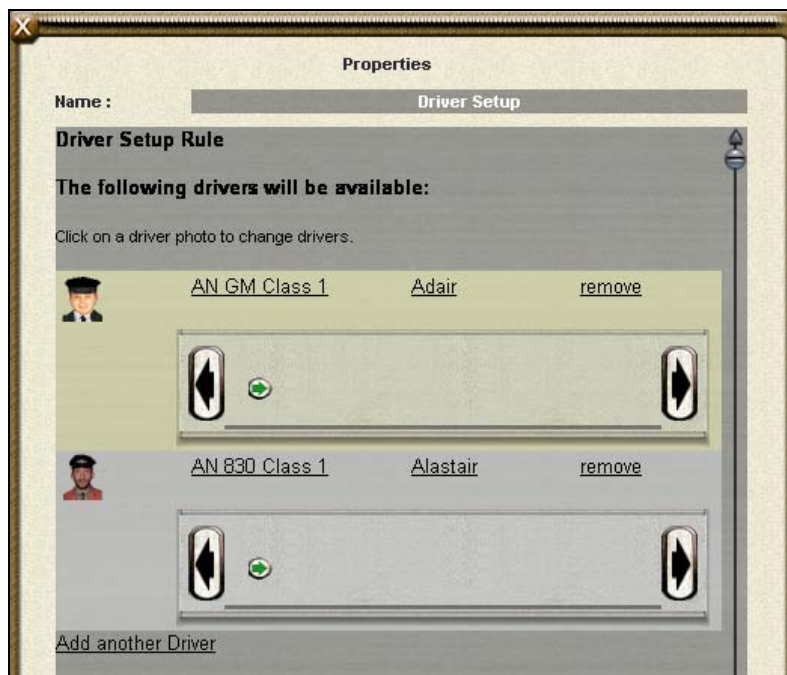 X
Properties
Name : Driver Setup
Driver Setup Rule
The following drivers will be available:
Click on a driver photo to change drivers.
AN GM Class 1 Adair remove
AN 830 Class 1 Alastair remove
Add another Driver